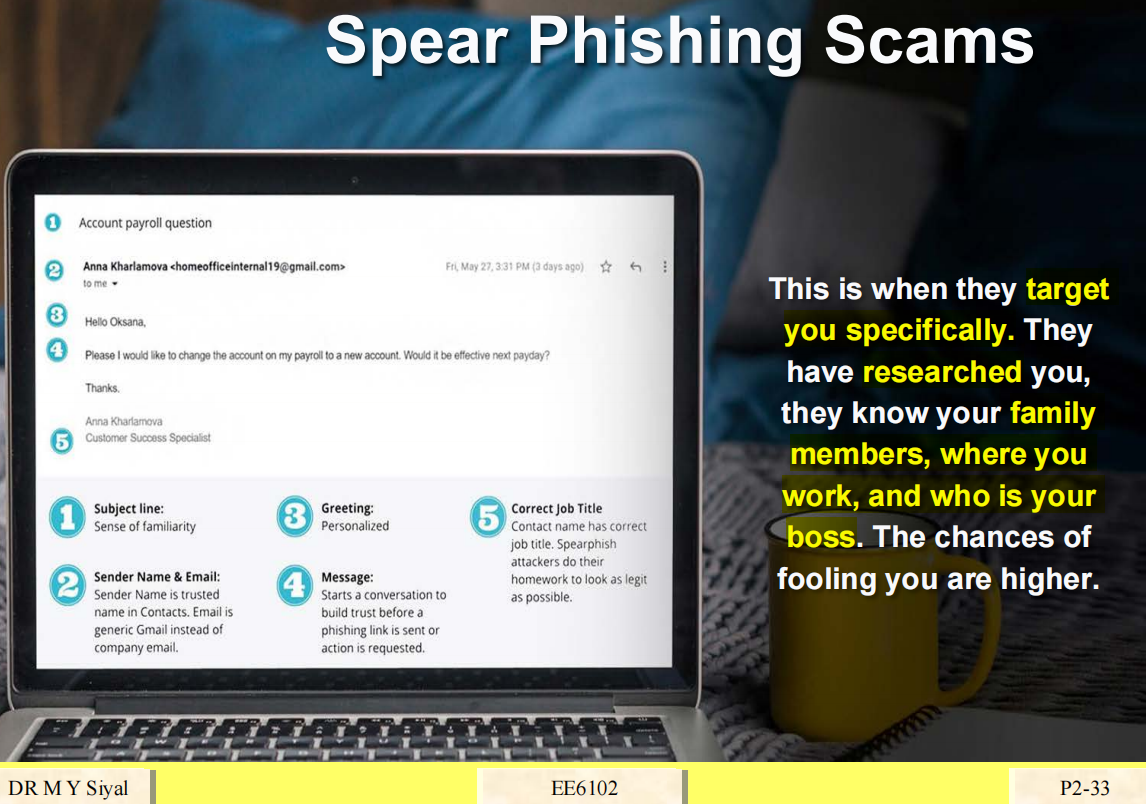 Spear Phishing Scams
1 Account payroll question
2 Anna Kharlamova <homeofficeinternal19@gmail.com> Fri, May 27, 3:31 PM (3 days ago)
to me
3 Hello Oksana,
4 Please I would like to change the account on my payroll to a new account. Would it be effective next payday?
Thanks.
Anna Kharlamova
5 Customer Success Specialist
1 Subject line:
Sense of familiarity
2 Sender Name & Email:
Sender Name is trusted
name in Contacts. Email is
generic Gmail instead of
company email.
3 Greeting:
Personalized
4 Message:
Starts a conversation to
build trust before a
phishing link is sent or
action is requested.
5 Correct Job Title
Contact name has correct
job title. Spearphish
attackers do their
homework to look as legit
as possible.
This is when they target
you specifically. They
have researched you,
they know your family
members, where you
work, and who is your
boss. The chances of
fooling you are higher.
DR M Y Siyal EE6102 P2-33